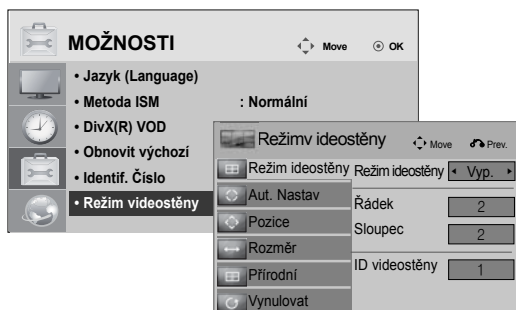 MOŽNOSTI Move OK
• Jazyk (Language)
• Metoda ISM : Normální
• DivX(R) VOD
• Obnovit výchozí
• Identif. Číslo
• Režim videostěny
Režimv ideostěny Move Prev.
Režim ideostěny Režim ideostěny Vyp.
Aut. Nastav
Řádek 2
Pozice
Sloupec 2
Rozměr
Přírodní
ID videostěny 1
Vynulovat